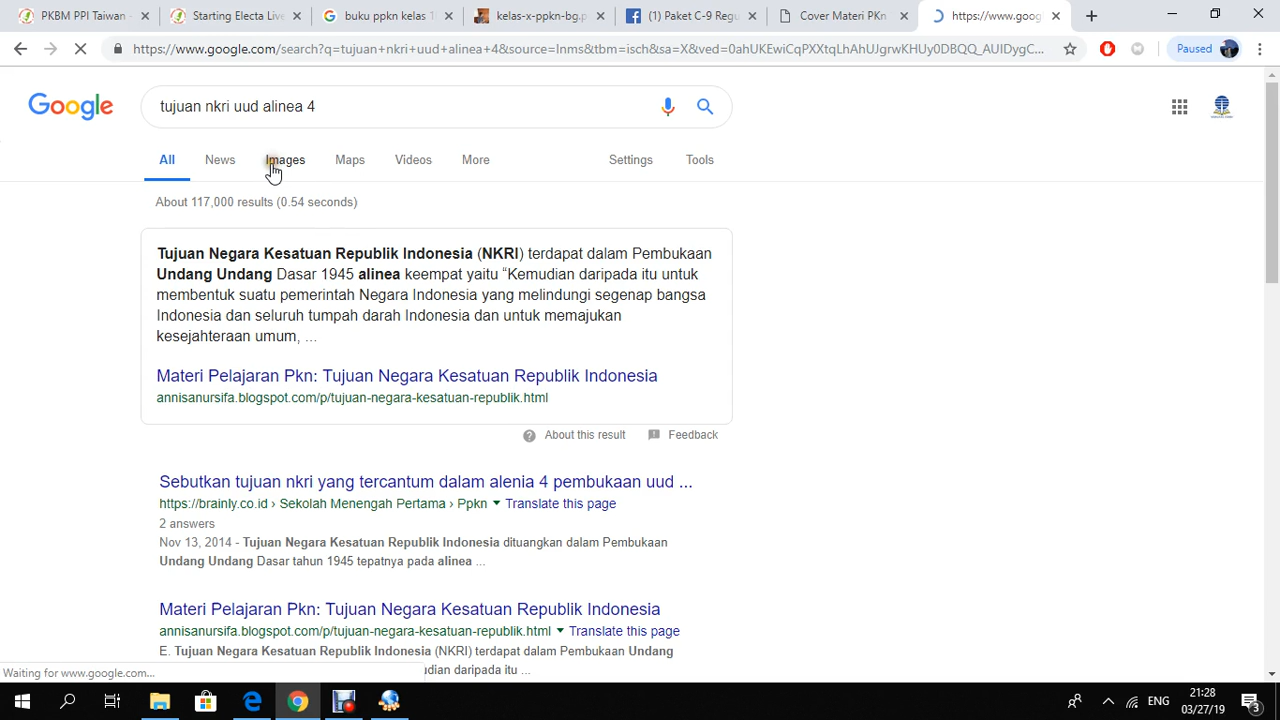 PKBM PPI Taiwan -
Starting Electa Live
buku ppkn kelas 1
kelas-x-ppkn-bg.p
(1) Paket C-9 Regu
Cover Materi PKn
https://www.goog
https://www.google.com/search?q=tujuan+nkri+uud+alinea+4&source=lnms&tbm=isch&sa=X&ved=0ahUKEwiCqPXXtqLhAhUJgrwKHUy0DBQQ_AUIDygC...
Paused
Google
tujuan nkri uud alinea 4
All
News
Images
Maps
Videos
More
Settings
Tools
About 117,000 results (0.54 seconds)
Tujuan Negara Kesatuan Republik Indonesia (NKRI) terdapat dalam Pembukaan
Undang Undang Dasar 1945 alinea keempat yaitu “Kemudian daripada itu untuk
membentuk suatu pemerintah Negara Indonesia yang melindungi segenap bangsa
Indonesia dan seluruh tumpah darah Indonesia dan untuk memajukan
kesejahteraan umum, ...
Materi Pelajaran Pkn: Tujuan Negara Kesatuan Republik Indonesia
annisanursifa.blogspot.com/p/tujuan-negara-kesatuan-republik.html
About this result
Feedback
Sebutkan tujuan nkri yang tercantum dalam alenia 4 pembukaan uud ...
https://brainly.co.id › Sekolah Menengah Pertama › Ppkn
Translate this page
2 answers
Nov 13, 2014 - Tujuan Negara Kesatuan Republik Indonesia dituangkan dalam Pembukaan
Undang Undang Dasar tahun 1945 tepatnya pada alinea ...
Materi Pelajaran Pkn: Tujuan Negara Kesatuan Republik Indonesia
annisanursifa.blogspot.com/p/tujuan-negara-kesatuan-republik.html
Translate this page
E. Tujuan Negara Kesatuan Republik Indonesia (NKRI) terdapat dalam Pembukaan Undang
Waiting for www.google.com...
dian daripada itu ...
ENG
21:28
03/27/19
3